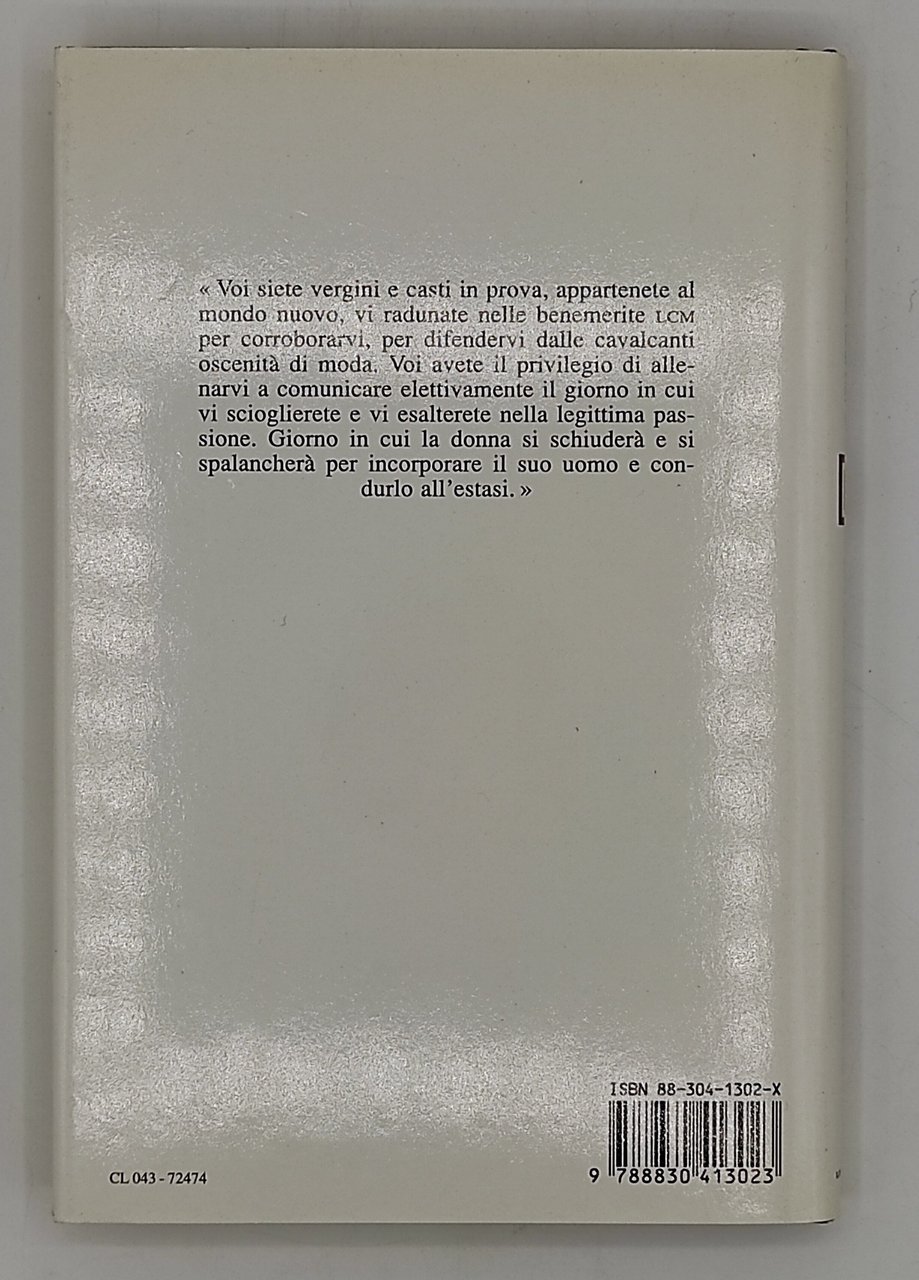 « Voi siete vergini e casti in prova, appartenete al
mondo nuovo, vi radunate nelle benemerite LCM
per corroborarvi, per difendervi dalle cavalcanti
oscenità di moda. Voi avete il privilegio di alle-
narvi a comunicare elettivamente il giorno in cui
vi scioglierete e vi esalterete nella legittima pas-
sione. Giorno in cui la donna si schiuderà e si
spalancherà per incorporare il suo uomo e con-
durlo all'estasi. »
ISBN 88-304-1302-X
9 788830 413023
CL 043 - 72474